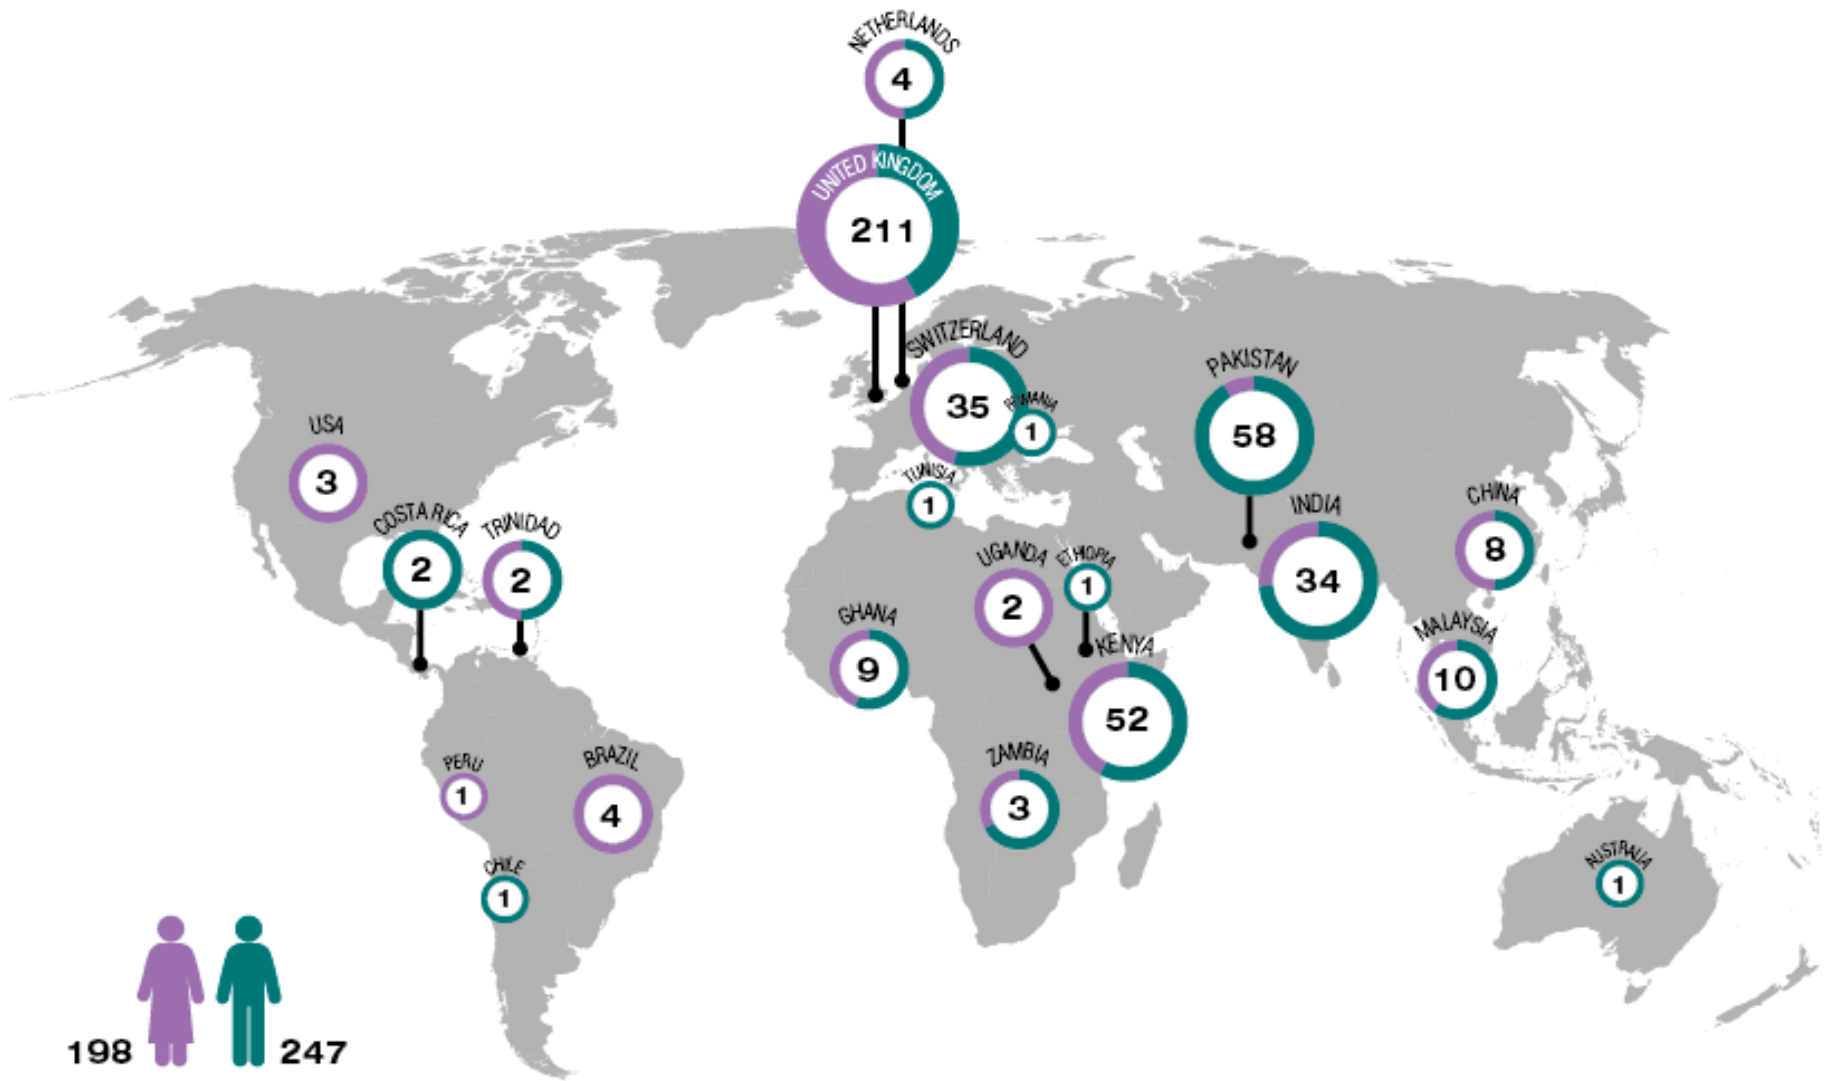 NETHERLANDS
4
UNITED KINGDOM
211
SWITZERLAND
35
ROMANIA
1
PAKISTAN
58
USA
3
COSTA RICA
2
TRINIDAD
2
TUNISIA
1
INDIA
34
CHINA
8
UGANDA
2
ETHIOPIA
1
GHANA
9
KENYA
52
MALAYSIA
10
PERU
1
BRAZIL
4
ZAMBIA
3
CHILE
1
AUSTRALIA
1
198
247